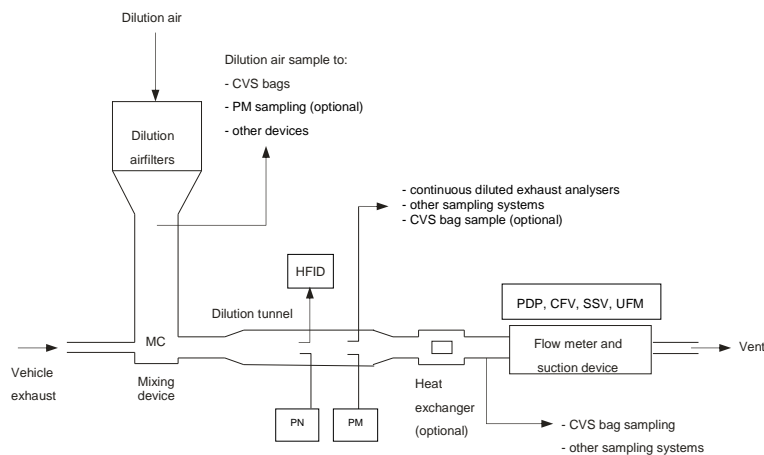 Dilution air
Dilution air sample to:
- CVS bags
- PM sampling (optional)
- other devices
Dilution
airfilters
- continuous diluted exhaust analysers
- other sampling systems
- CVS bag sample (optional)
HFID
PDP, CFV, SSV, UFM
Dilution tunnel
MC
Flow meter and
suction device
Vent
Vehicle
exhaust
Mixing
device
Heat
exchanger
(optional)
PN
PM
- CVS bag sampling
- other sampling systems